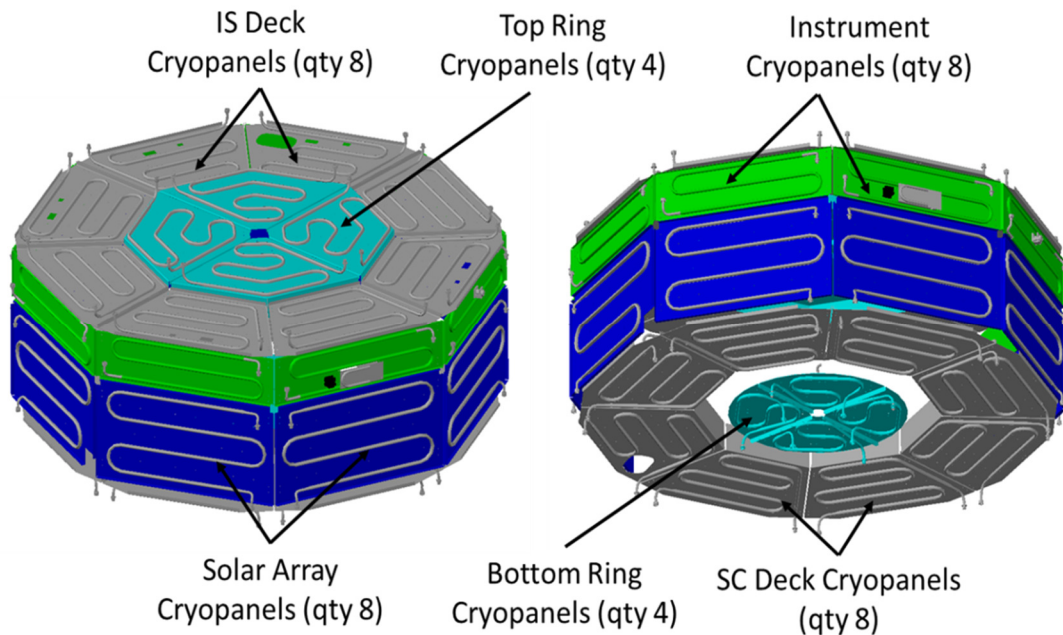 IS Deck
Cryopanels (qty 8)
Top Ring
Cryopanels (qty 4)
Instrument
Cryopanels (qty 8)
Solar Array
Cryopanels (qty 8)
Bottom Ring
Cryopanels (qty 4)
SC Deck Cryopanels
(qty 8)